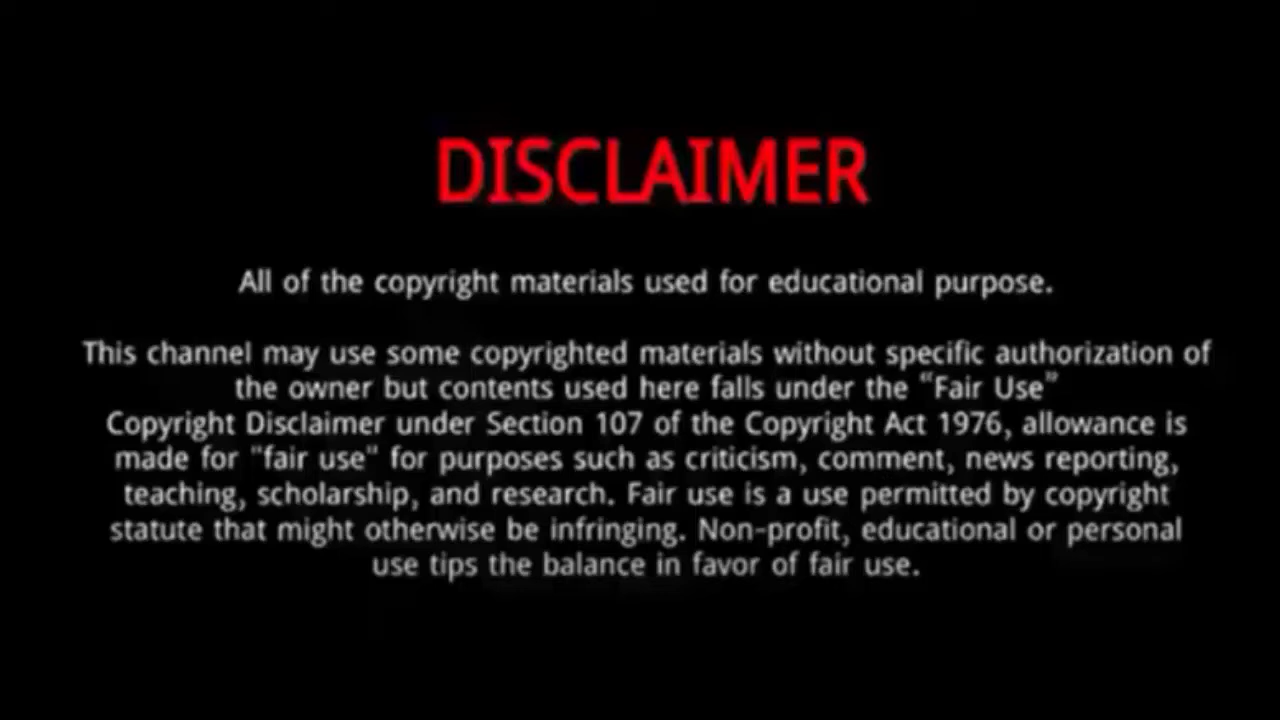 DISCLAIMER
All of the copyright materials used for educational purpose.
This channel may use some copyrighted materials without specific authorization of
the owner but contents used here falls under the “Fair Use”
Copyright Disclaimer under Section 107 of the Copyright Act 1976, allowance is
made for "fair use" for purposes such as criticism, comment, news reporting,
teaching, scholarship, and research. Fair use is a use permitted by copyright
statute that might otherwise be infringing. Non-profit, educational or personal
use tips the balance in favor of fair use.